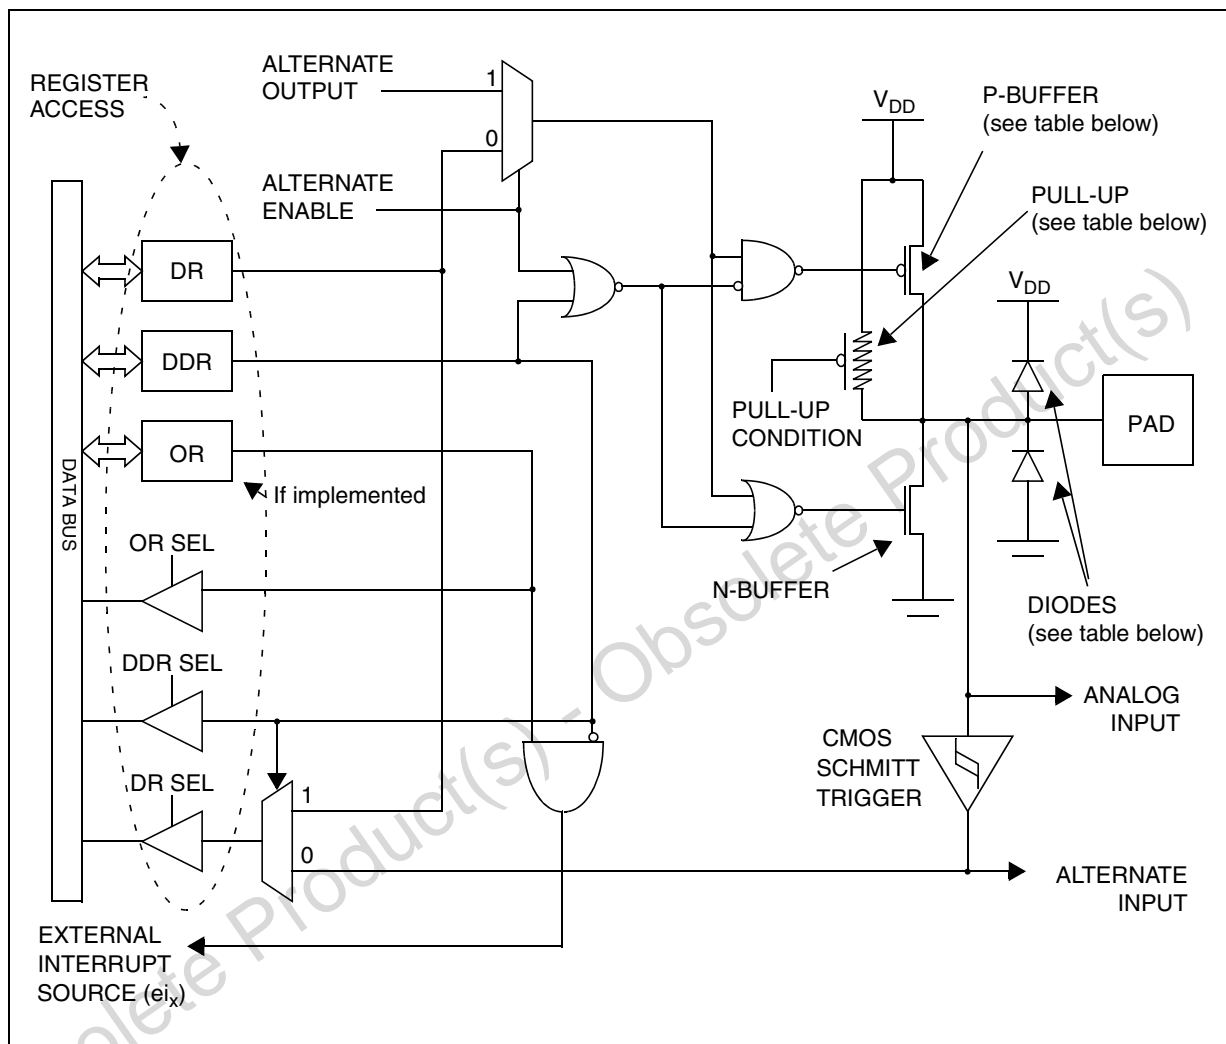 REGISTER
ACCESS
ALTERNATE
OUTPUT
1
0
ALTERNATE
ENABLE
VDD
P-BUFFER
(see table below)
PULL-UP
(see table below)
DR
DDR
OR
If implemented
DATA BUS
PULL-UP
CONDITION
VDD
PAD
N-BUFFER
DIODES
(see table below)
OR SEL
DDR SEL
DR SEL
1
0
CMOS
SCHMITT
TRIGGER
ANALOG
INPUT
ALTERNATE
INPUT
EXTERNAL
INTERRUPT
SOURCE (eix)
olete Product(s) - Obsolete Product(s)